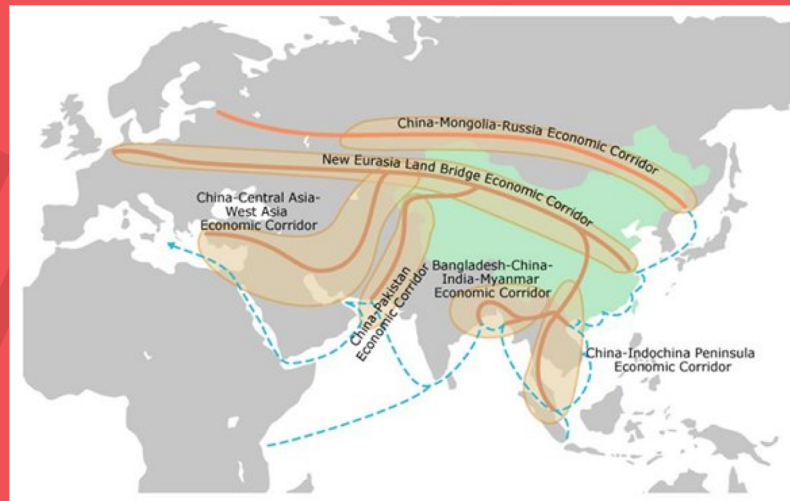 China-Mongolia-Russia Economic Corridor
New Eurasia Land Bridge Economic Corridor
China-Central Asia-
West Asia
Economic Corridor
China-Pakistan
Economic Corridor
Bangladesh-China-
India-Myanmar
Economic Corridor
China-Indochina Peninsula
Economic Corridor